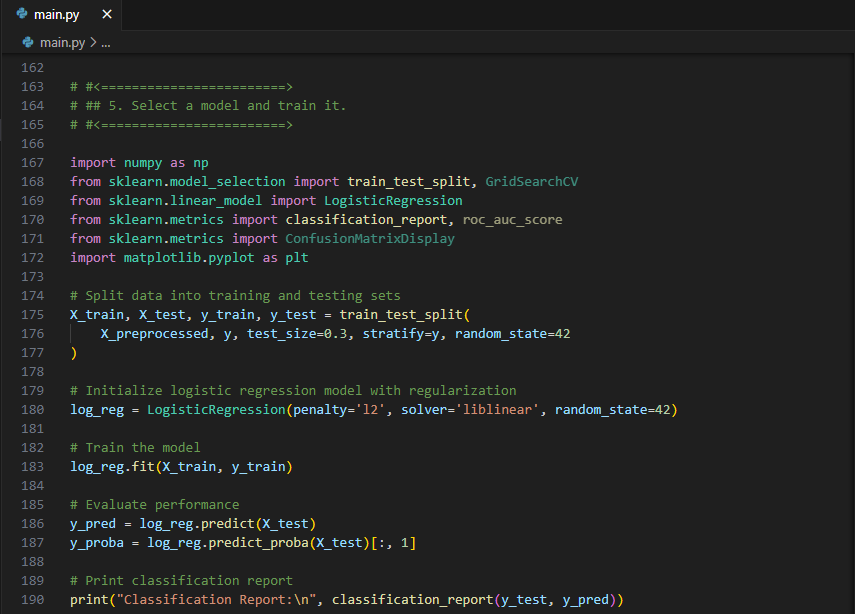 main.py ×
main.py > ...
162
163 # #<========================>
164 # ## 5. Select a model and train it.
165 # #<========================>
166
167 import numpy as np
168 from sklearn.model_selection import train_test_split, GridSearchCV
169 from sklearn.linear_model import LogisticRegression
170 from sklearn.metrics import classification_report, roc_auc_score
171 from sklearn.metrics import ConfusionMatrixDisplay
172 import matplotlib.pyplot as plt
173
174 # Split data into training and testing sets
175 X_train, X_test, y_train, y_test = train_test_split(
176     X_preprocessed, y, test_size=0.3, stratify=y, random_state=42
177 )
178
179 # Initialize logistic regression model with regularization
180 log_reg = LogisticRegression(penalty='l2', solver='liblinear', random_state=42)
181
182 # Train the model
183 log_reg.fit(X_train, y_train)
184
185 # Evaluate performance
186 y_pred = log_reg.predict(X_test)
187 y_proba = log_reg.predict_proba(X_test)[:, 1]
188
189 # Print classification report
190 print("Classification Report:\n", classification_report(y_test, y_pred))